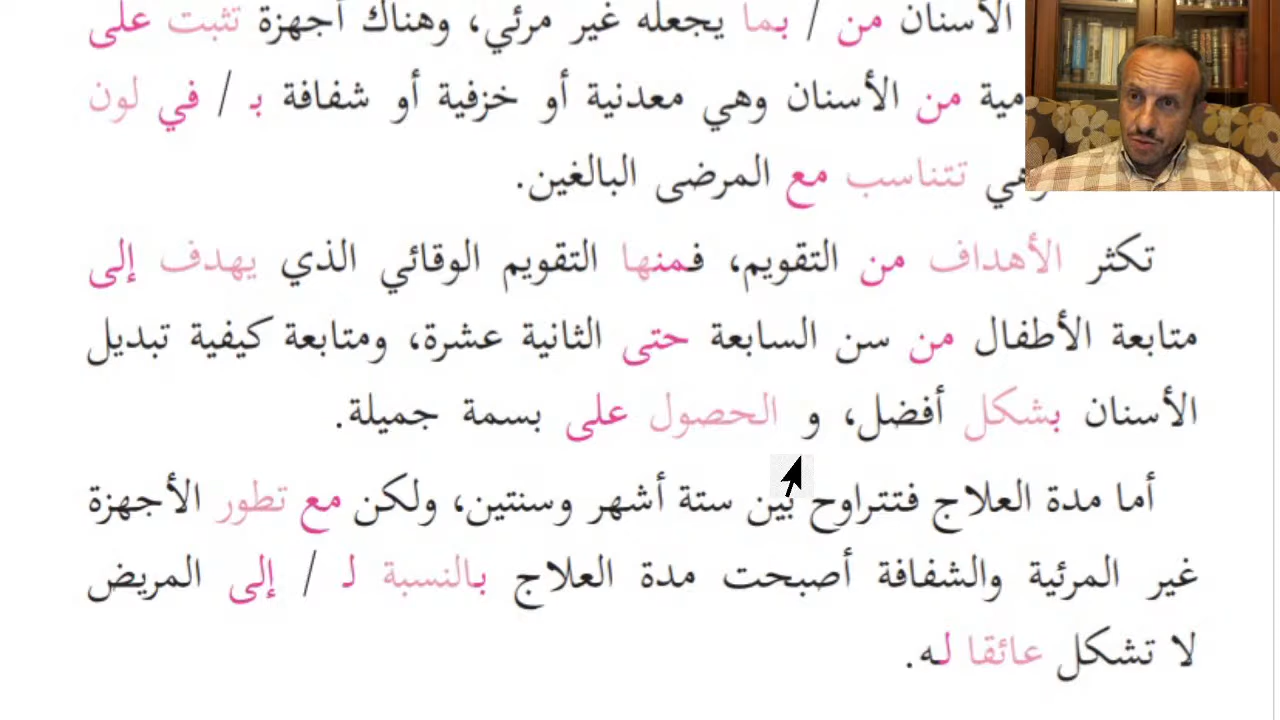 الأسنان من / بما يجعله غير مرئي، وهناك أجهزة تثبت على
من الأسنان وهي معدنية أو خزفية أو شفافة بـ / في لون
وهي تتناسب مع المرضى البالغين.
تكثر الأهداف من التقويم، فمنها التقويم الوقائي الذي يهدف إلى
متابعة الأطفال من سن السابعة حتى الثانية عشرة، ومتابعة كيفية تبديل
الأسنان بشكل أفضل، و الحصول على بسمة جميلة.
أما مدة العلاج فتتراوح بين ستة أشهر وسنتين، ولكن مع تطور الأجهزة
غير المرئية والشفافة أصبحت مدة العلاج بالنسبة لـ / إلى المريض
لا تشكل عائقا له.